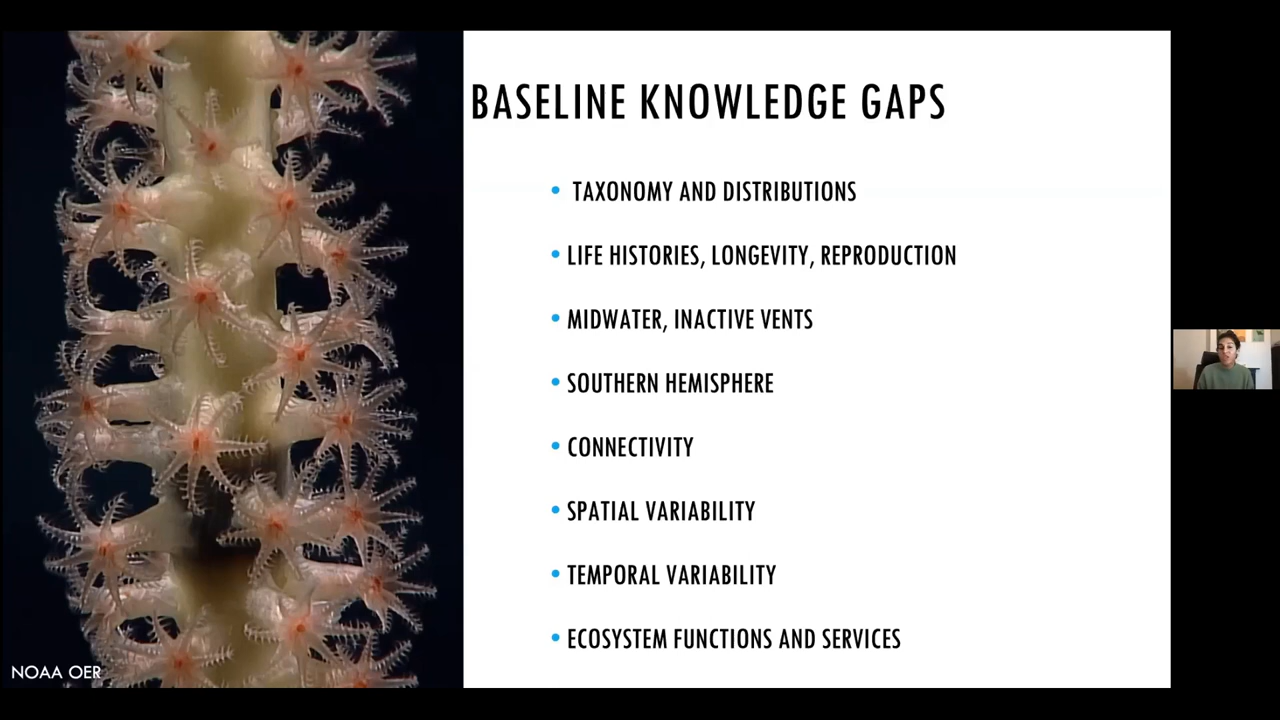 BASELINE KNOWLEDGE GAPS
• TAXONOMY AND DISTRIBUTIONS
• LIFE HISTORIES, LONGEVITY, REPRODUCTION
• MIDWATER, INACTIVE VENTS
• SOUTHERN HEMISPHERE
• CONNECTIVITY
• SPATIAL VARIABILITY
• TEMPORAL VARIABILITY
• ECOSYSTEM FUNCTIONS AND SERVICES
NOAA OER